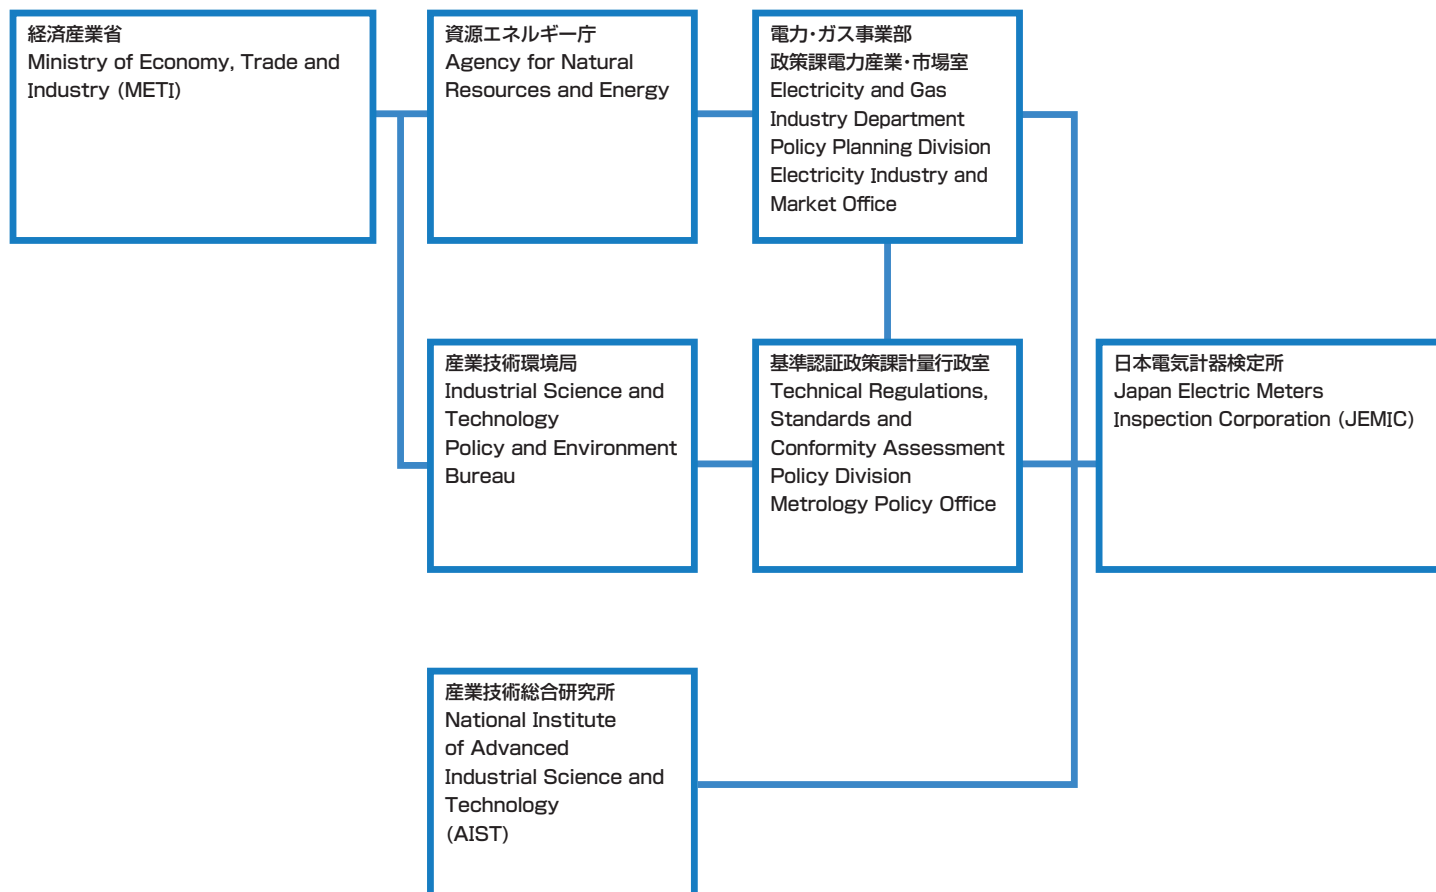 経済産業省
Ministry of Economy, Trade and
Industry (METI)
資源エネルギー庁
Agency for Natural
Resources and Energy
電力・ガス事業部
政策課電力産業・市場室
Electricity and Gas
Industry Department
Policy Planning Division
Electricity Industry and
Market Office
産業技術環境局
Industrial Science and
Technology
Policy and Environment
Bureau
基準認証政策課計量行政室
Technical Regulations,
Standards and
Conformity Assessment
Policy Division
Metrology Policy Office
日本電気計器検定所
Japan Electric Meters
Inspection Corporation (JEMIC)
産業技術総合研究所
National Institute
of Advanced
Industrial Science and
Technology
(AIST)